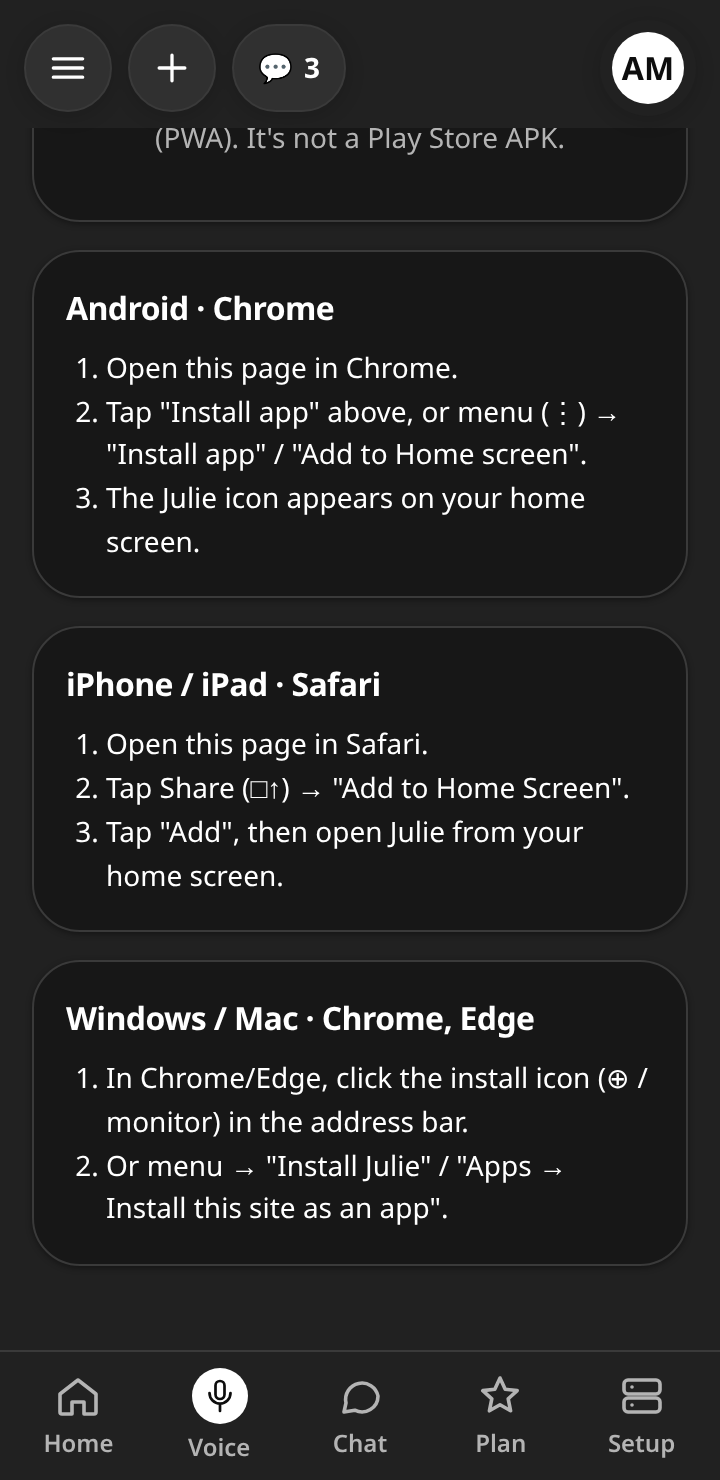 3
AM
(PWA). It's not a Play Store APK.
Android · Chrome
1. Open this page in Chrome.
2. Tap "Install app" above, or menu (⋮) →
"Install app" / "Add to Home screen".
3. The Julie icon appears on your home
screen.
iPhone / iPad · Safari
1. Open this page in Safari.
2. Tap Share (□↑) → "Add to Home Screen".
3. Tap "Add", then open Julie from your
home screen.
Windows / Mac · Chrome, Edge
1. In Chrome/Edge, click the install icon (⊕ /
monitor) in the address bar.
2. Or menu → "Install Julie" / "Apps →
Install this site as an app".
Home
Voice
Chat
Plan
Setup